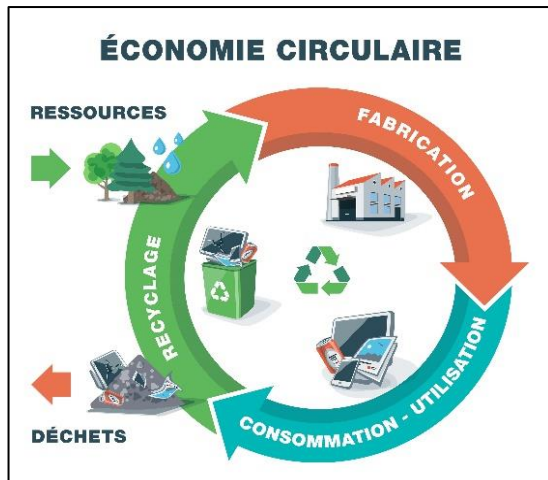 ÉCONOMIE CIRCULAIRE
RESSOURCES
FABRICATION
RECYCLAGE
CONSOMMATION - UTILISATION
DÉCHETS